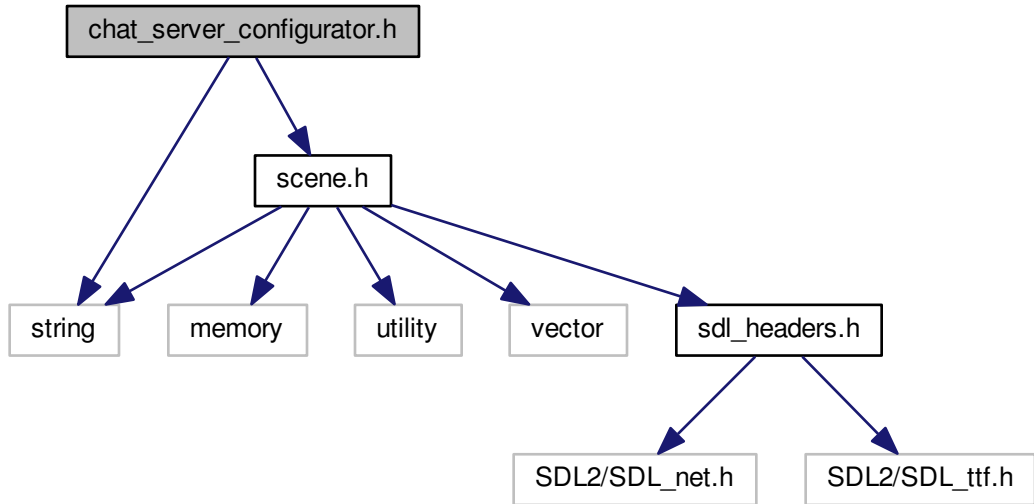 chat_server_configurator.h
scene.h
string
memory
utility
vector
sdl_headers.h
SDL2/SDL_net.h
SDL2/SDL_ttf.h